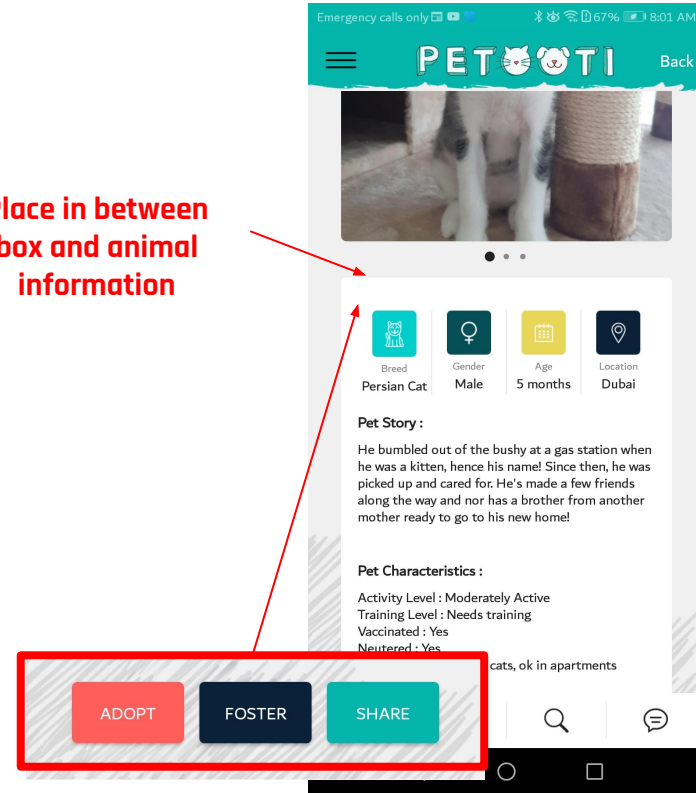 Emergency calls only
67%
8:01 AM
PET
TI
Back
Place in between
box and animal
information
Breed
Gender
Age
Location
Persian Cat
Male
5 months
Dubai
Pet Story :
He bumbled out of the bushy at a gas station when
he was a kitten, hence his name! Since then, he was
picked up and cared for. He's made a few friends
along the way and nor has a brother from another
mother ready to go to his new home!
Pet Characteristics :
Activity Level : Moderately Active
Training Level : Needs training
Vaccinated : Yes
Neutered : Yes
cats, ok in apartments
ADOPT
FOSTER
SHARE